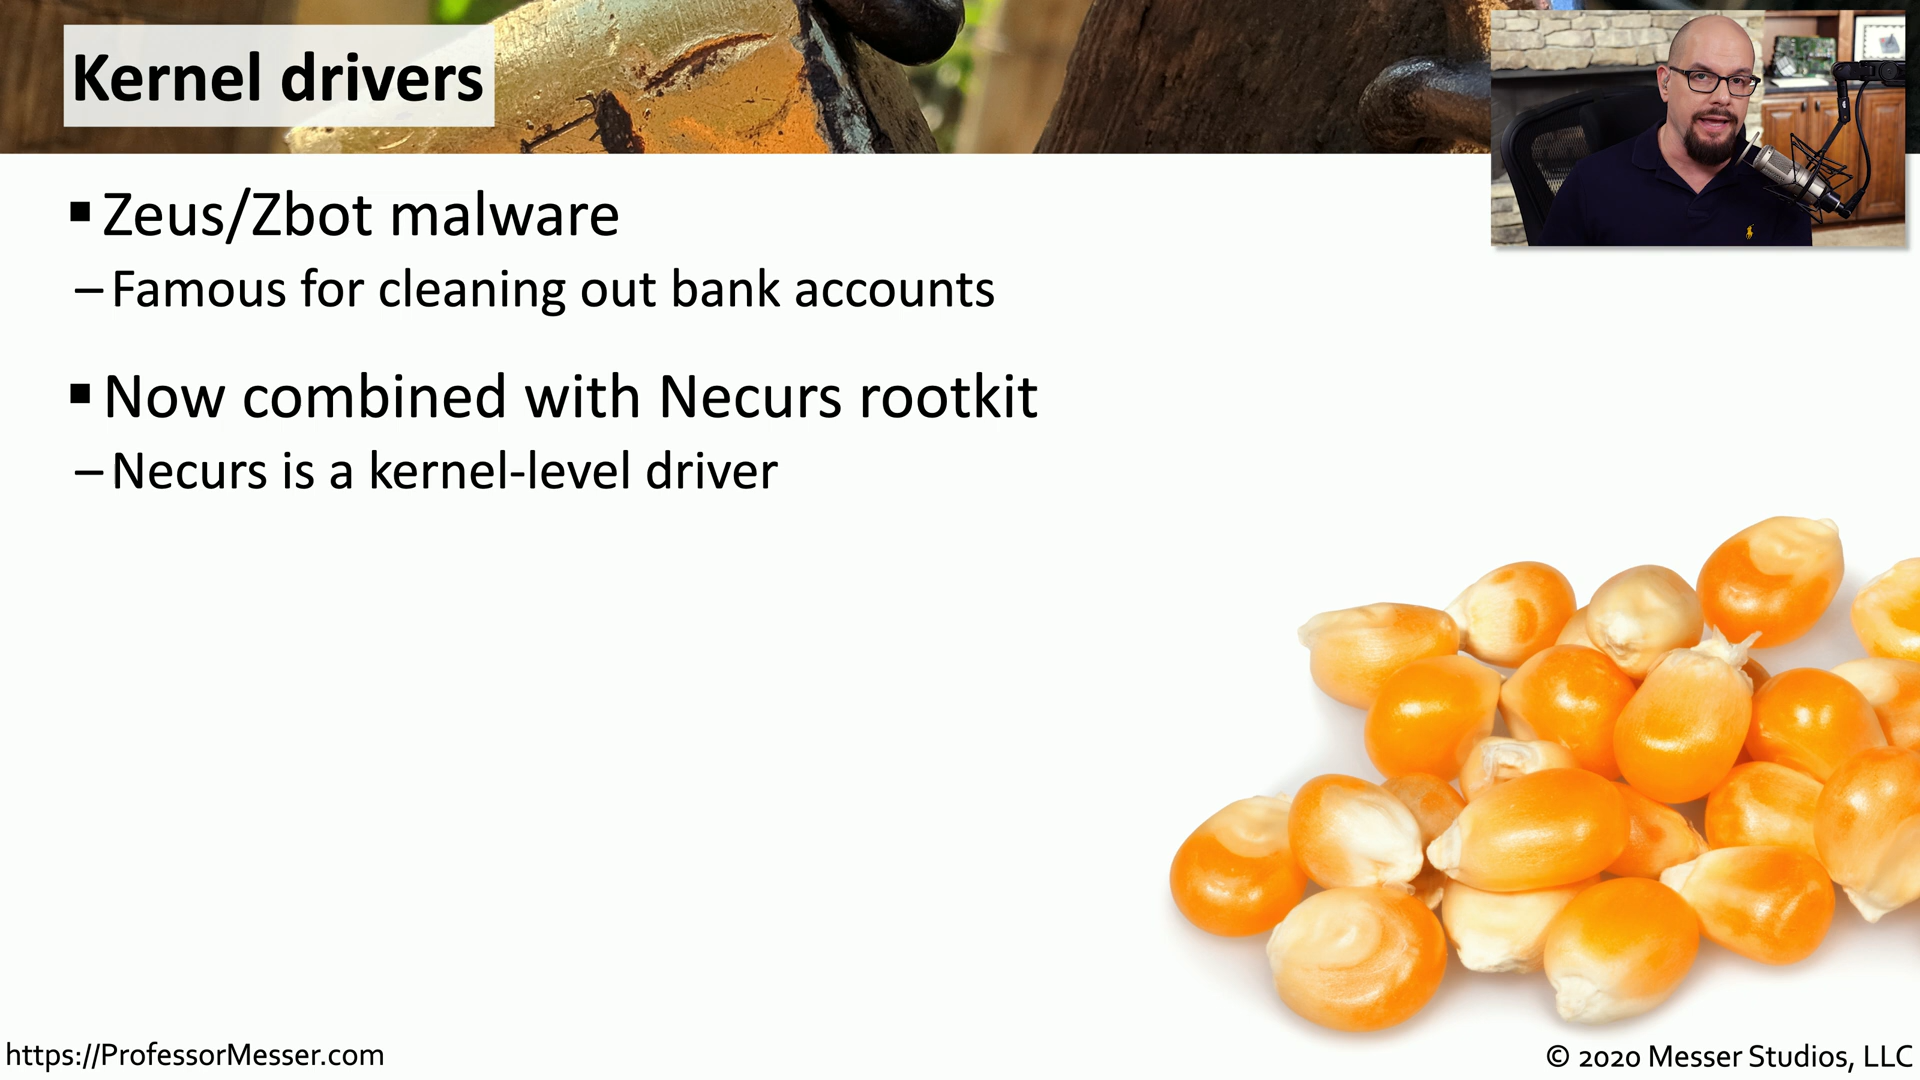 Kernel drivers
▪ Zeus/Zbot malware
– Famous for cleaning out bank accounts
▪ Now combined with Necurs rootkit
– Necurs is a kernel-level driver
https://ProfessorMesser.com
© 2020 Messer Studios, LLC